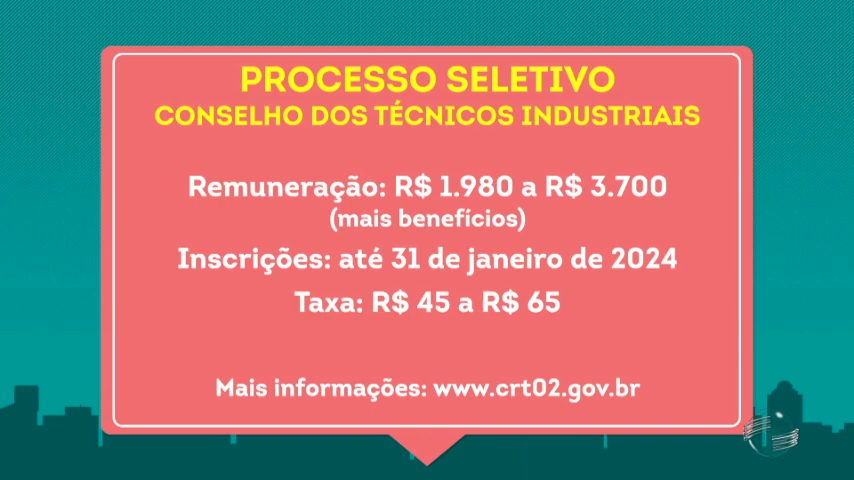 PROCESSO SELETIVO
CONSELHO DOS TÉCNICOS INDUSTRIAIS
Remuneração: R$ 1.980 a R$ 3.700
(mais benefícios)
Inscrições: até 31 de janeiro de 2024
Taxa: R$ 45 a R$ 65
Mais informações: www.crt02.gov.br